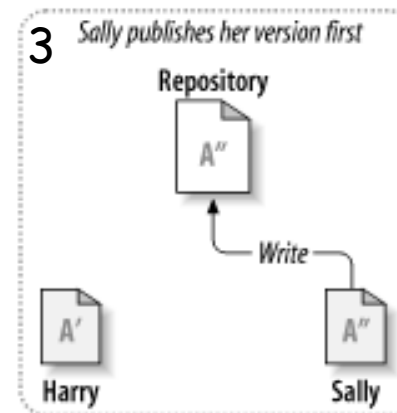 3 Sally publishes her version first
Repository
A″
Write
A′ A″
Harry Sally